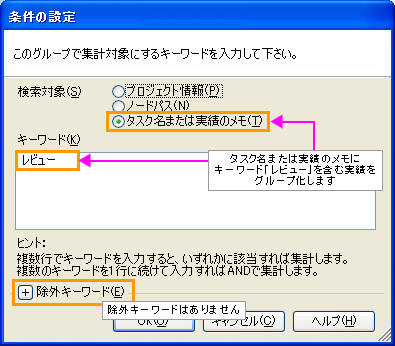 条件の設定
このグループで集計対象にするキーワードを入力して下さい。
検索対象(S)
プロジェクト情報(P)
ノードパス(N)
タスク名または実績のメモ(T)
キーワード(K)
レビュー
タスク名または実績のメモに
キーワード「レビュー」を含む実績を
グループ化します
ヒント:
複数行でキーワードを入力すると、いずれかに該当すれば集計します。
複数のキーワードを1行に続けて入力すればANDで集計します。
除外キーワード(E)
除外キーワードはありません
OK(O)
キャンセル(C)
ヘルプ(H)